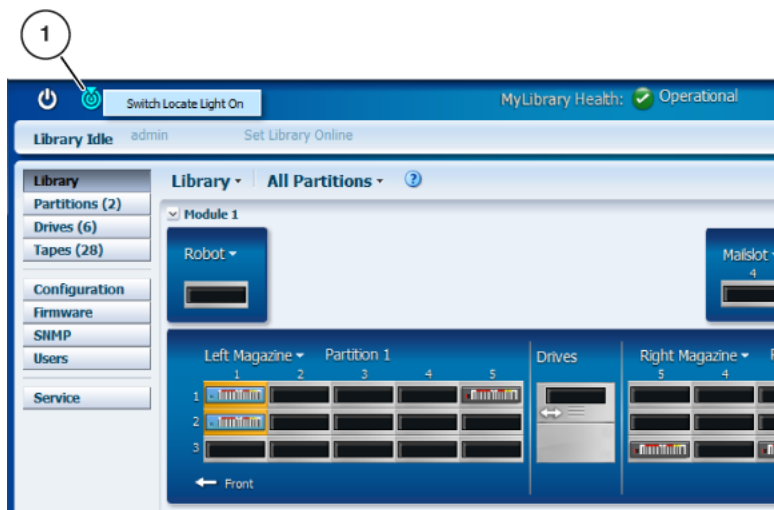 1
Switch Locate Light On
MyLibrary Health: Operational
Library Idle admin Set Library Online
Library
Partitions (2)
Drives (6)
Tapes (28)
Configuration
Firmware
SNMP
Users
Service
Library All Partitions ?
Module 1
Robot
Mailslot
4
Left Magazine Partition 1
1 2 3 4 5
1
2
3
Front
Drives
Right Magazine
5 4